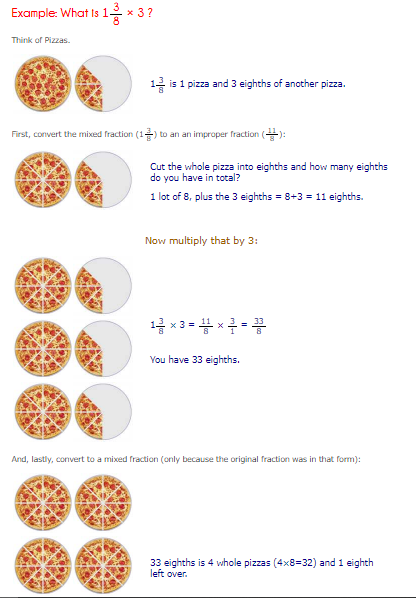 Example: What is 1 3/8 × 3 ?
Think of Pizzas.
1 3/8 is 1 pizza and 3 eighths of another pizza.
First, convert the mixed fraction (1 3/8) to an an improper fraction (11/8):
Cut the whole pizza into eighths and how many eighths
do you have in total?
1 lot of 8, plus the 3 eighths = 8+3 = 11 eighths.
Now multiply that by 3:
1 3/8 × 3 = 11/8 × 3/1 = 33/8
You have 33 eighths.
And, lastly, convert to a mixed fraction (only because the original fraction was in that form):
33 eighths is 4 whole pizzas (4×8=32) and 1 eighth
left over.